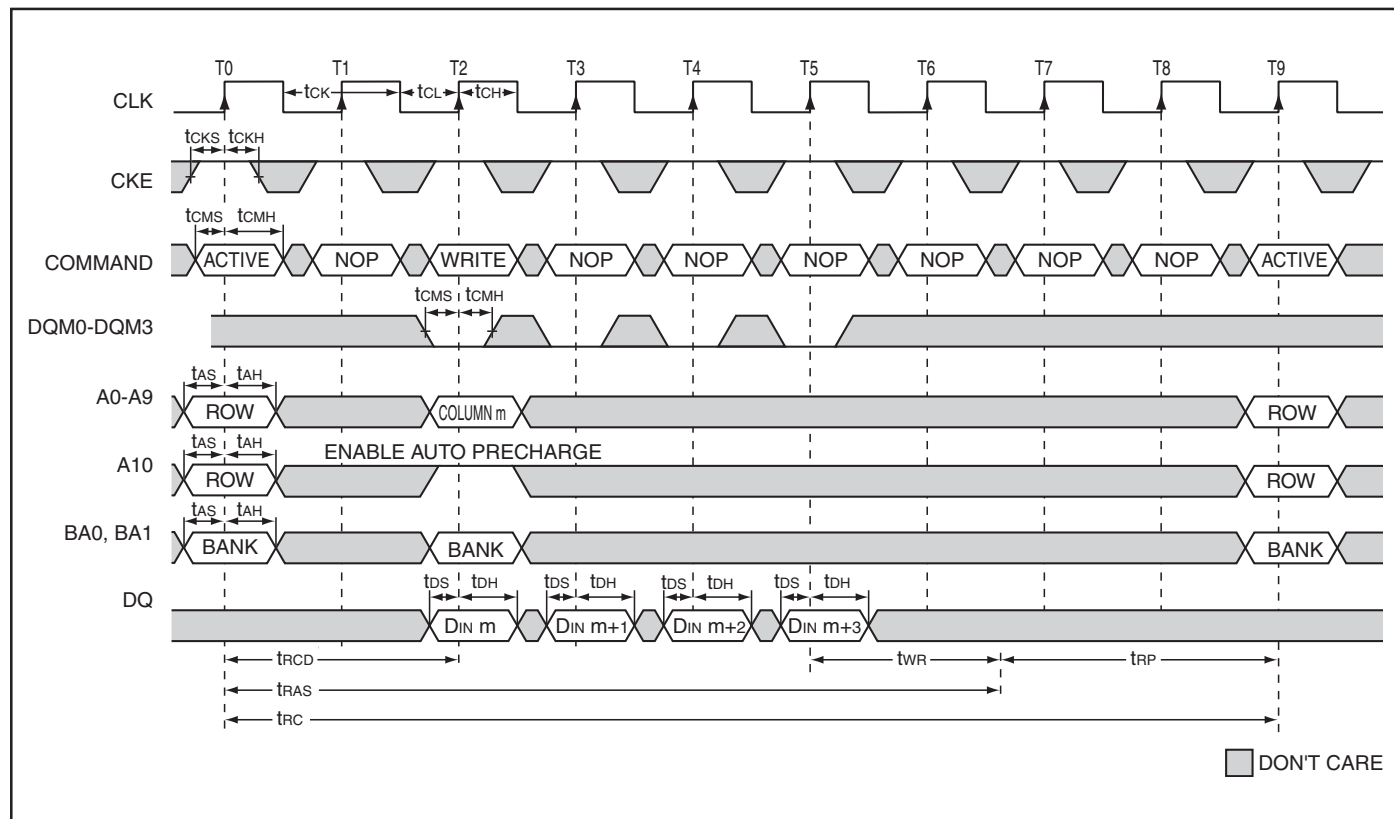 T0 T1 T2 T3 T4 T5 T6 T7 T8 T9
CLK tCK tCL tCH
tCKS tCKH
CKE
tCMS tCMH
COMMAND ACTIVE NOP WRITE NOP NOP NOP NOP NOP NOP ACTIVE
tCMS tCMH
DQM0-DQM3
tAS tAH
A0-A9 ROW COLUMN m ROW
tAS tAH ENABLE AUTO PRECHARGE
A10 ROW ROW
tAS tAH
BA0, BA1 BANK BANK BANK
tDS tDH tDS tDH tDS tDH tDS tDH
DQ DIN m DIN m+1 DIN m+2 DIN m+3
tRCD tWR tRP
tRAS
tRC
DON'T CARE